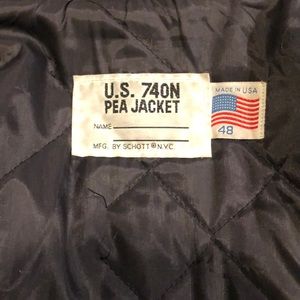 U.S. 740N
PEA JACKET
NAME
MFG. BY SCHOTT® N.Y.C
MADE IN USA
48